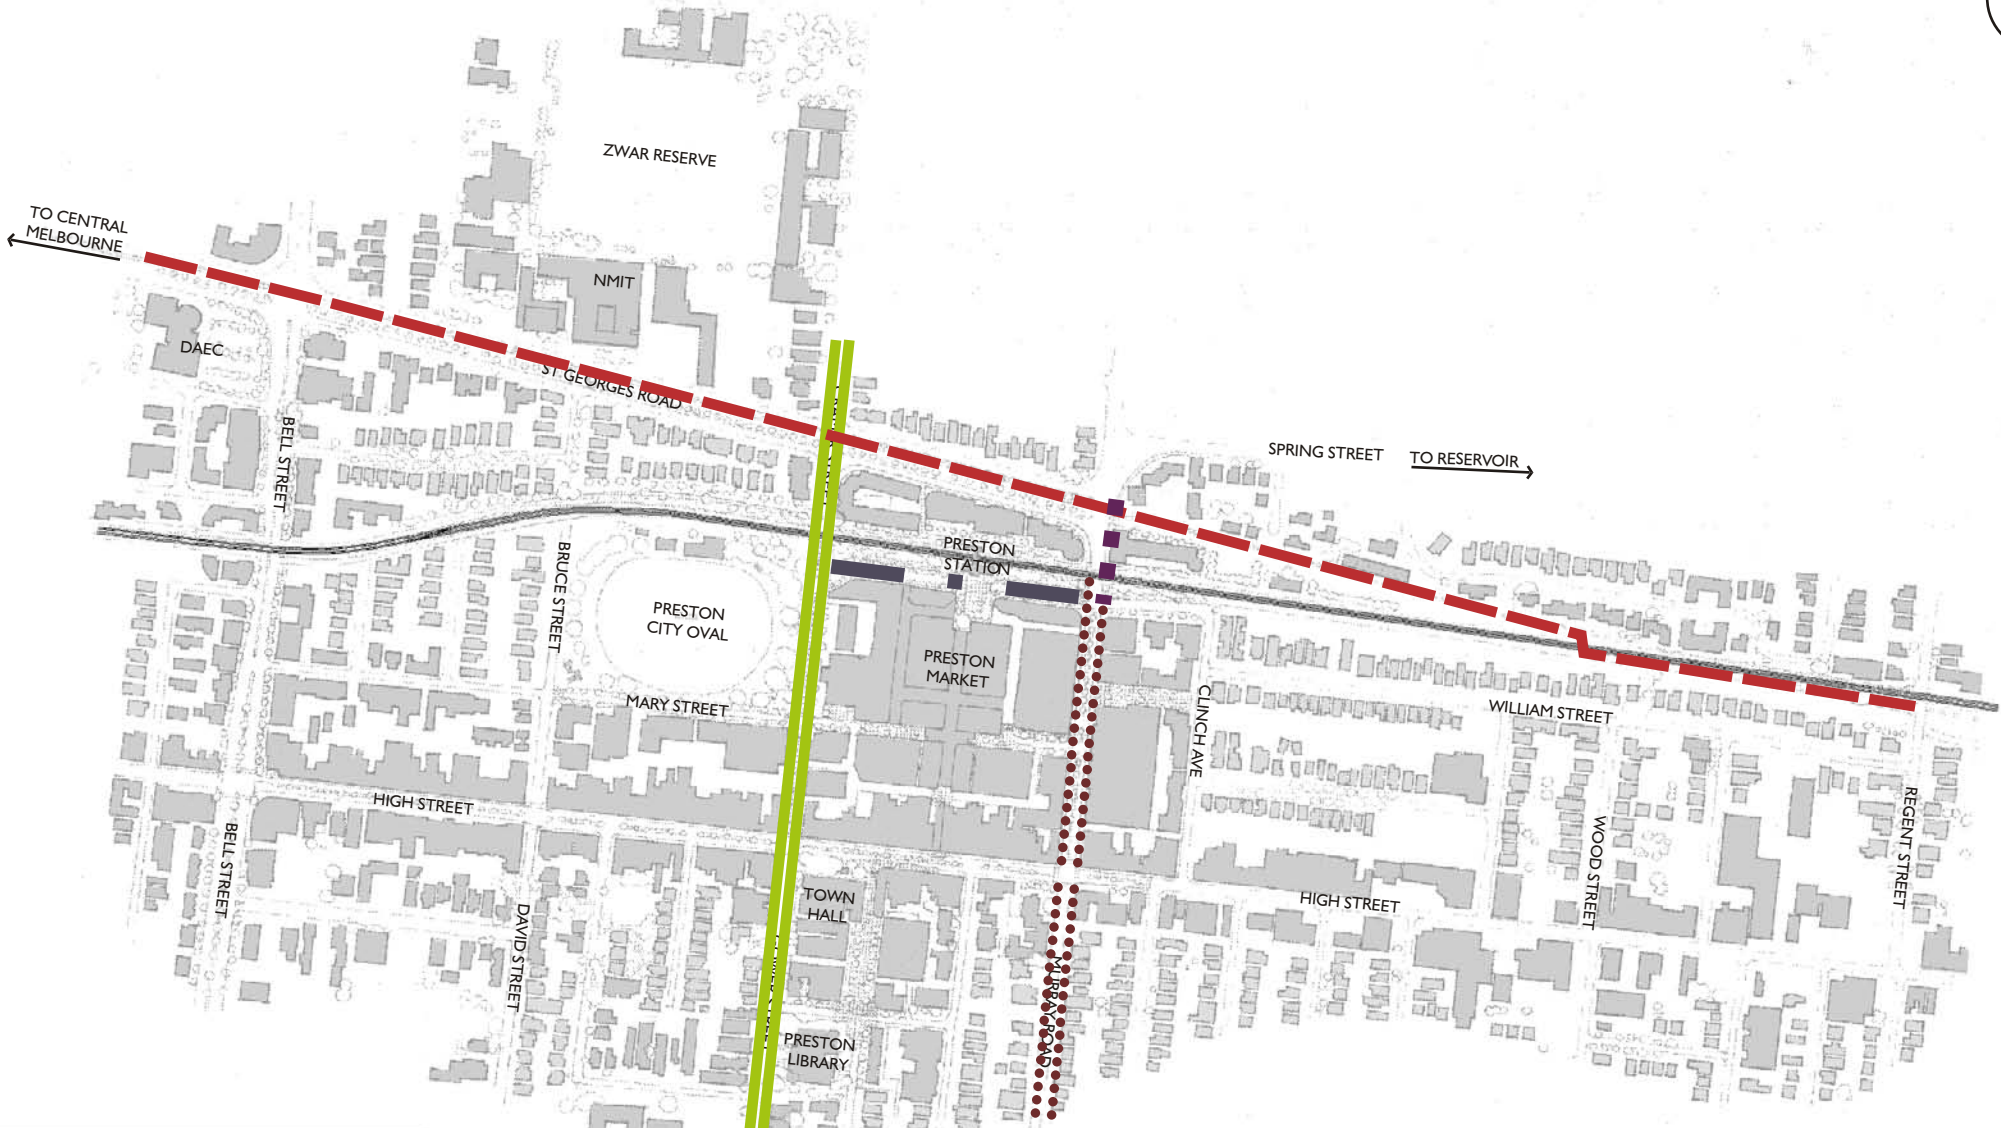 ZWAR RESERVE
TO CENTRAL
MELBOURNE
NMIT
DAEC
ST GEORGES ROAD
BELL STREET
SPRING STREET
TO RESERVOIR
PRESTON
STATION
BRUCE STREET
PRESTON
CITY OVAL
PRESTON
MARKET
MARY STREET
CLINCH AVE
WILLIAM STREET
HIGH STREET
REGENT STREET
WOOD STREET
BELL STREET
TOWN
HALL
HIGH STREET
DAVID STREET
MURRAY ROAD
PRESTON
LIBRARY